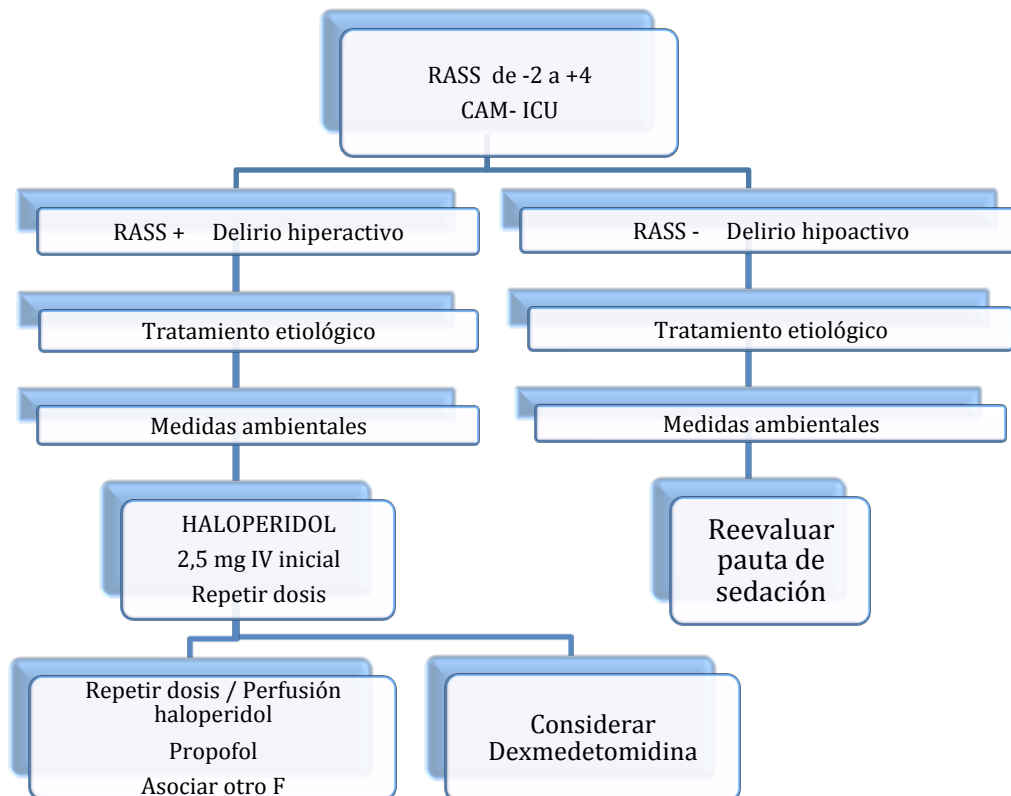 RASS de -2 a +4
CAM- ICU
RASS + Delirio hiperactivo
RASS - Delirio hipoactivo
Tratamiento etiológico
Tratamiento etiológico
Medidas ambientales
Medidas ambientales
HALOPERIDOL
2,5 mg IV inicial
Repetir dosis
Reevaluar
pauta de
sedación
Repetir dosis / Perfusión
haloperidol
Propofol
Asociar otro F
Considerar
Dexmedetomidina